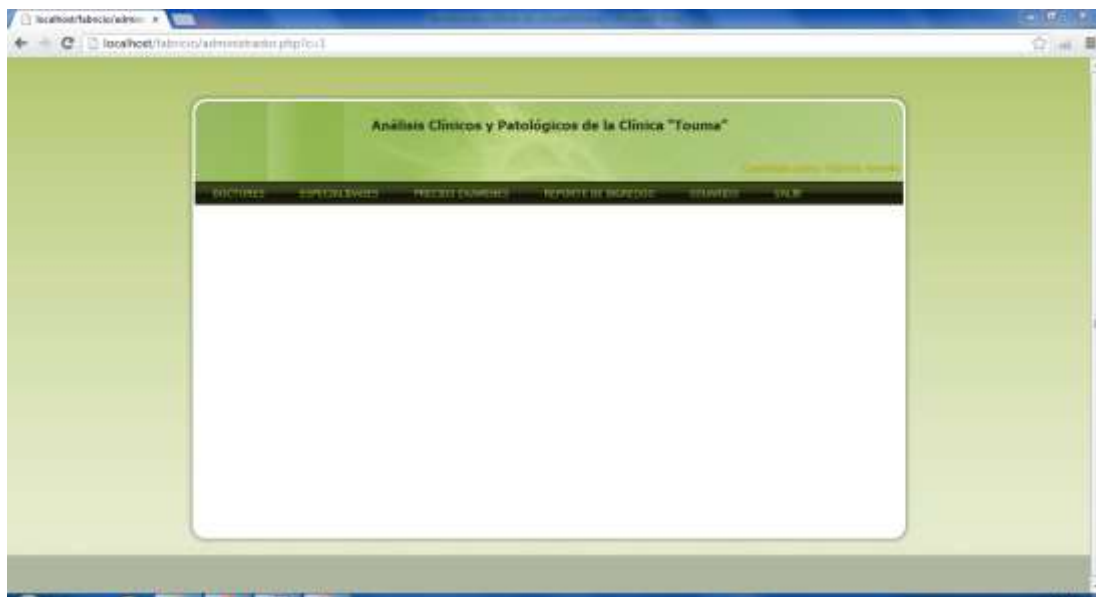 localhost/fabricio/admin
localhost/fabricio/administrador.php?c=1
Análisis Clínicos y Patológicos de la Clínica "Touma"
DOCTORES ESPECIALIDADES PRECIOS EXAMENES REPORTE DE INGRESOS USUARIOS SALIR